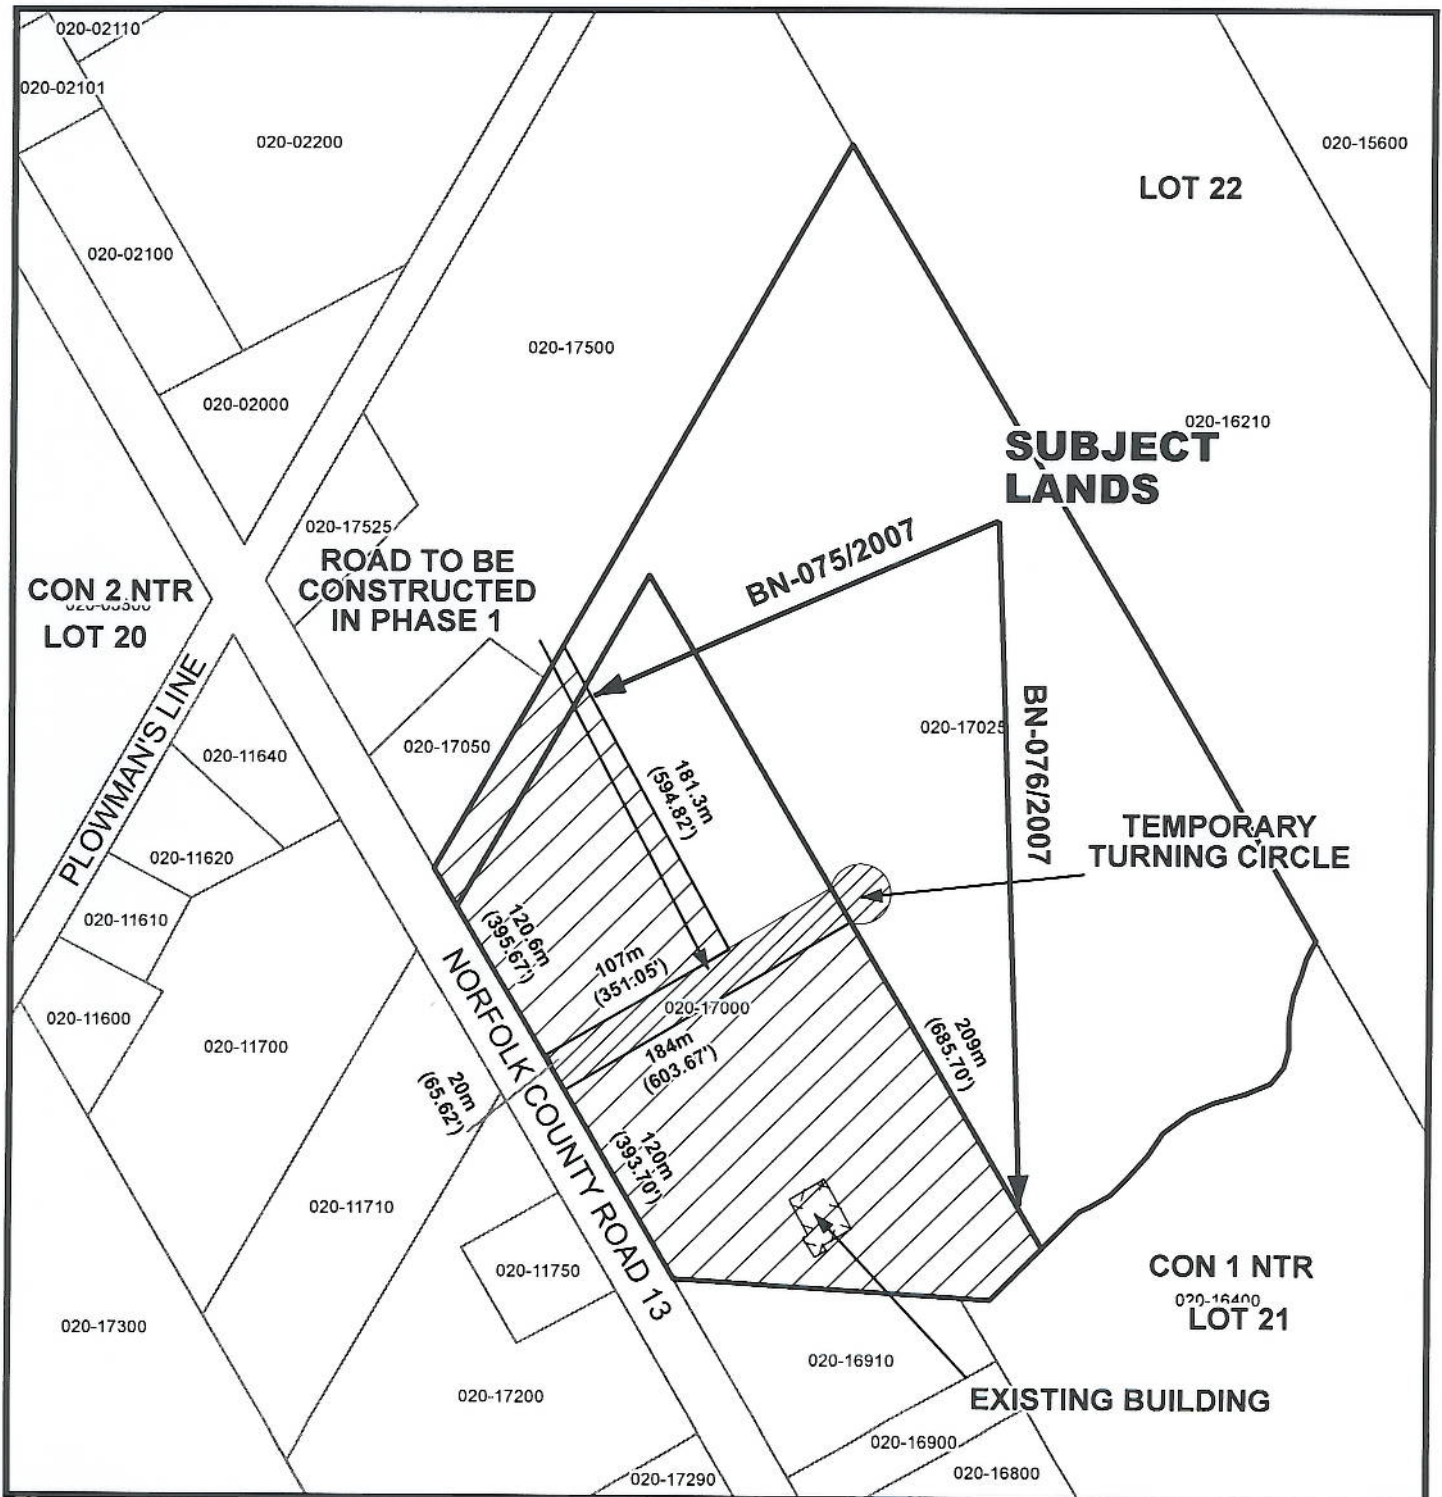 020-02110
020-02101
020-02200
020-15600
LOT 22
020-02100
020-17500
020-02000
020-16210
SUBJECT
LANDS
020-17525
BN-075/2007
ROAD TO BE
CONSTRUCTED
IN PHASE 1
CON 2 NTR
LOT 20
PLOWMAN'S LINE
020-11640
020-17050
181.3m
(594.82')
020-17025
BN-076/2007
TEMPORARY
TURNING CIRCLE
020-11620
020-11610
120.6m
(395.67')
107m
(351.05')
020-17000
184m
(603.67')
209m
(685.70')
020-11600
020-11700
20m
(65.62')
NORFOLK COUNTY ROAD 13
120m
(393.70')
020-11710
020-11750
CON 1 NTR
020-16400
LOT 21
020-17300
020-16910
020-17200
EXISTING BUILDING
020-16900
020-16800
020-17290